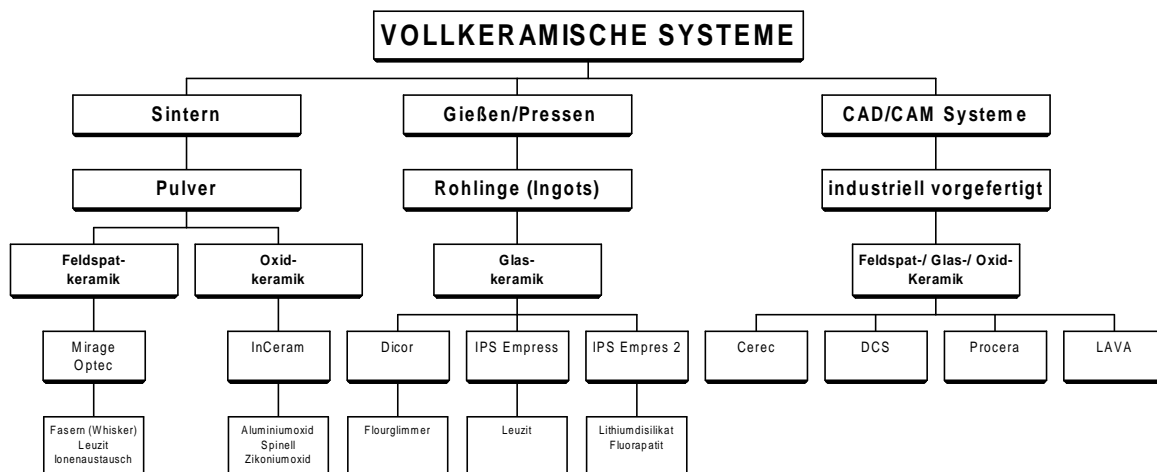 VOLLKERAMISCHE SYSTEME
Sintern
Gießen/Pressen
CAD/CAM Systeme
Pulver
Rohlinge (Ingots)
industriell vorgefertigt
Feldspat-
keramik
Oxid-
keramik
Glas-
keramik
Feldspat-/ Glas-/ Oxid-
Keramik
Mirage
Optec
InCeram
Dicor
IPS Empress
IPS Empres 2
Cerec
DCS
Procera
LAVA
Fasern (Whisker)
Leuzit
Ionenaustausch
Aluminiumoxid
Spinell
Zikoniumoxid
Flourglimmer
Leuzit
Lithiumdisilikat
Fluorapatit